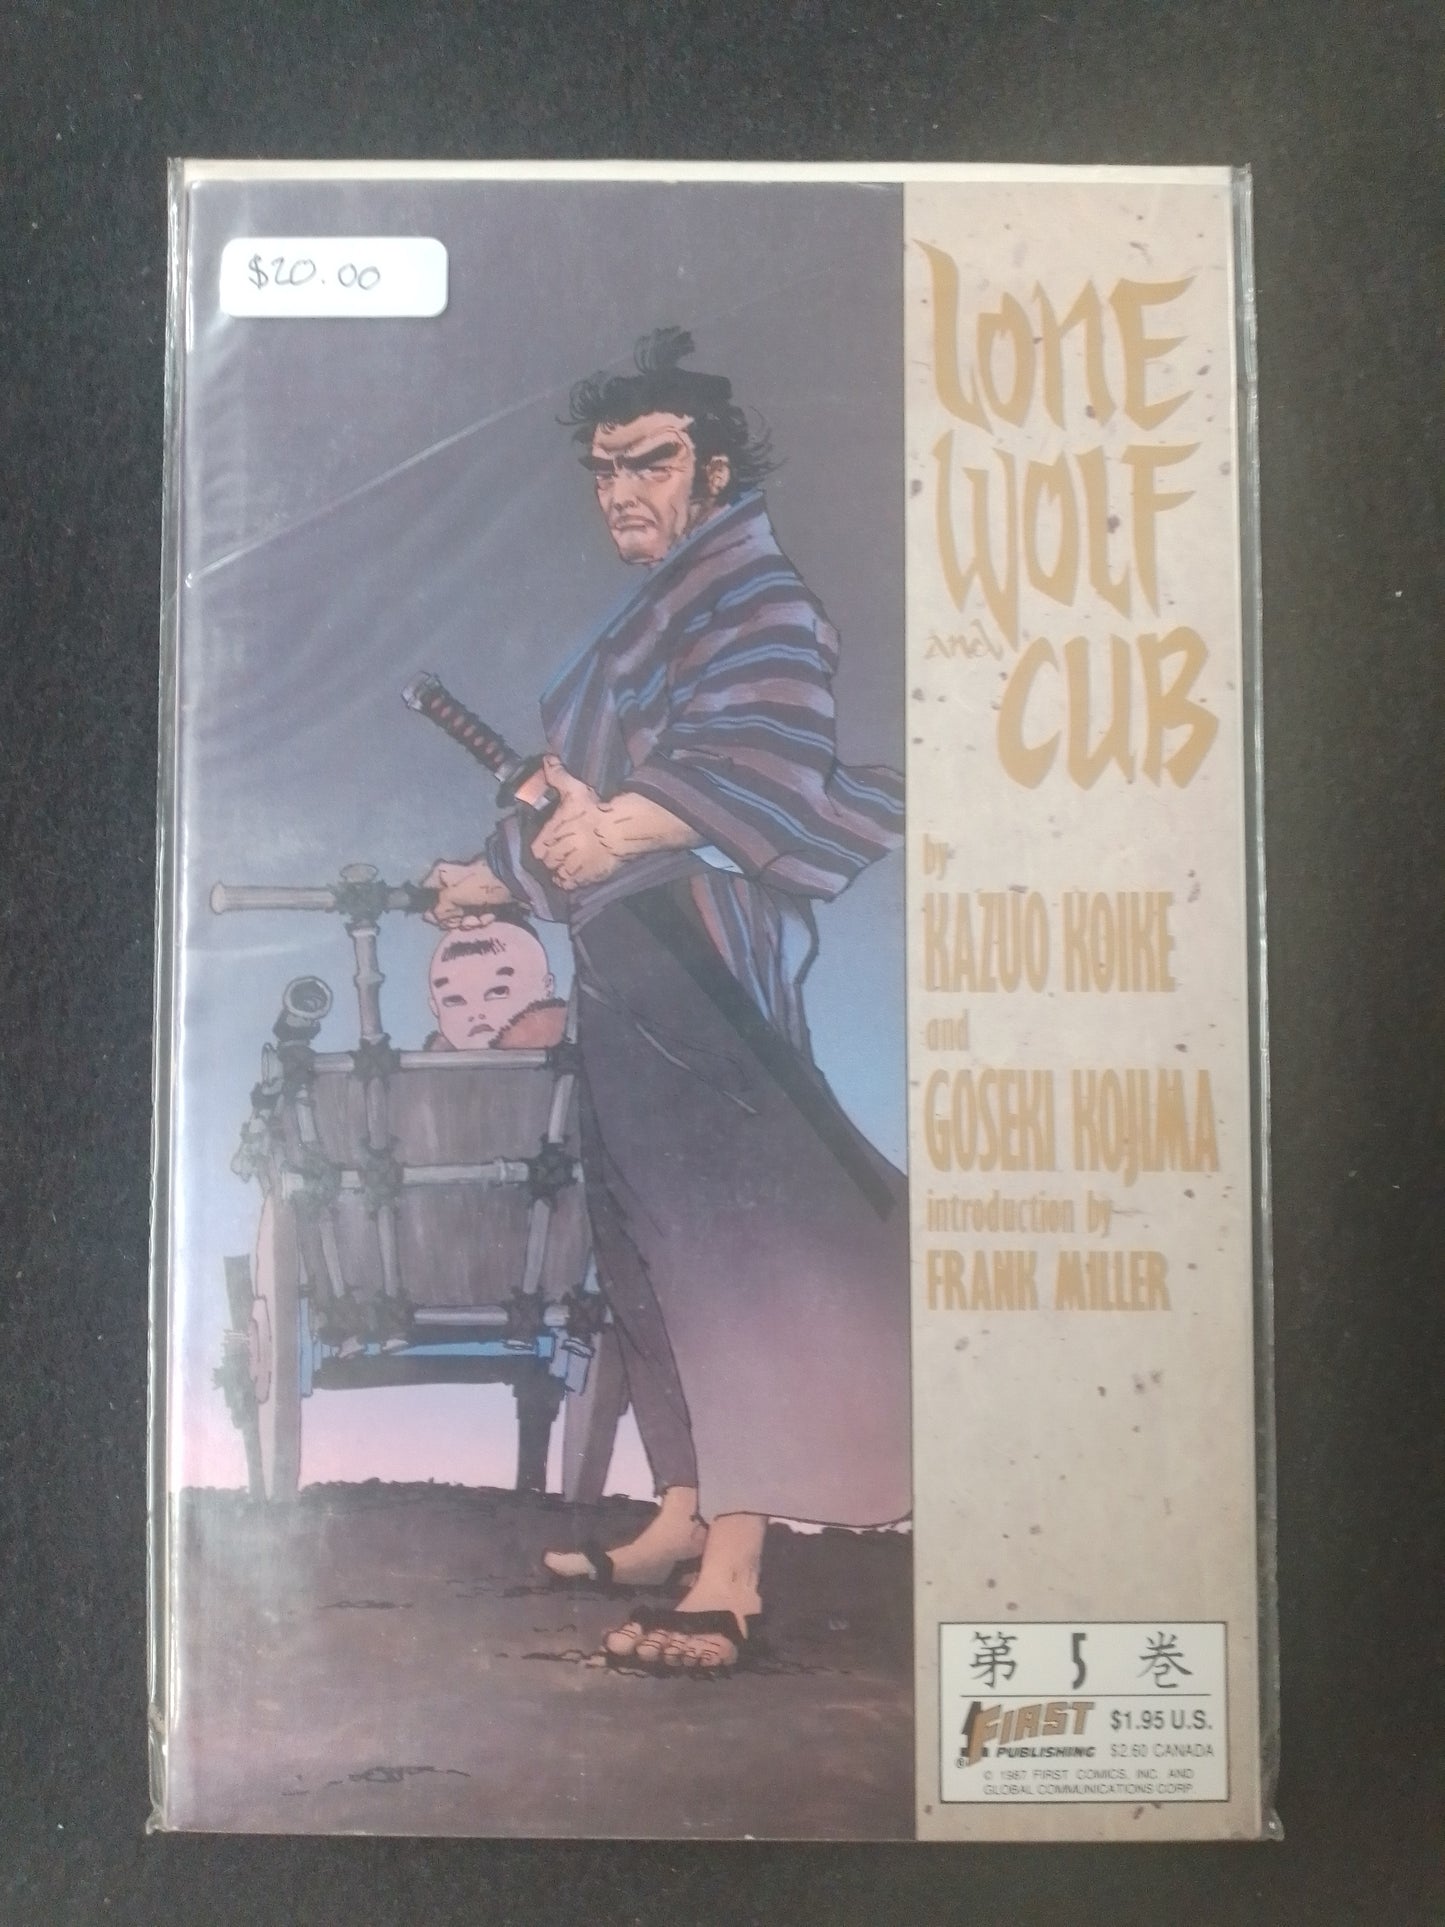 $20.00
LONE
WOLF
and
CUB
by
KAZUO KOIKE
and
GOSEKI KOJIMA
introduction by
FRANK MILLER
第 5 巻
FIRST
PUBLISHING
$1.95 U.S.
$2.60 CANADA
© 1987 FIRST COMICS, INC. AND
GLOBAL COMMUNICATIONS CORP.